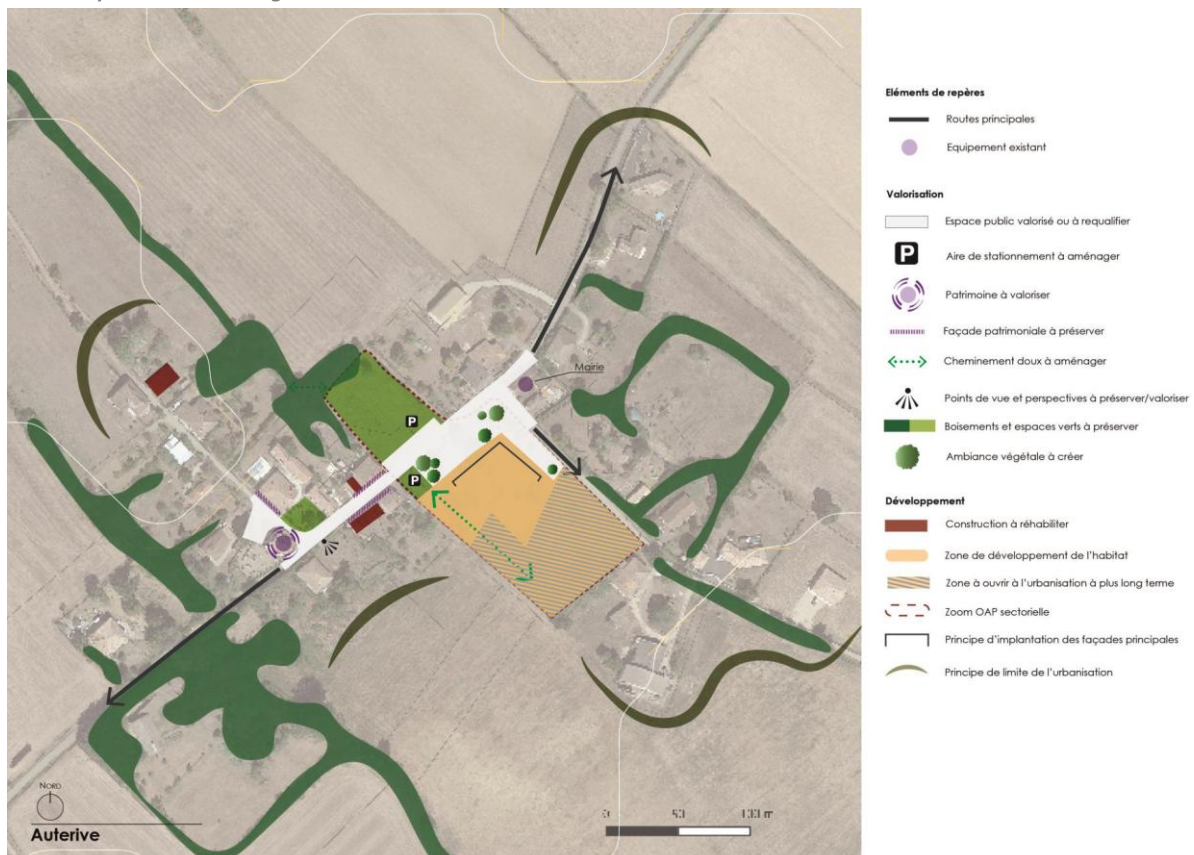 Eléments de repères
Routes principales
Equipement existant
Valorisation
Espace public valorisé ou à requalifier
P
Aire de stationnement à aménager
Patrimoine à valoriser
Façade patrimoniale à préserver
Cheminement doux à aménager
Points de vue et perspectives à préserver/valoriser
Boisements et espaces verts à préserver
Ambiance végétale à créer
Développement
Construction à réhabiliter
Zone de développement de l'habitat
Zone à ouvrir à l'urbanisation à plus long terme
Zoom OAP sectorielle
Principe d'implantation des façades principales
Principe de limite de l'urbanisation
Mairie
P
P
NORD
Auterive
0 50 100 m